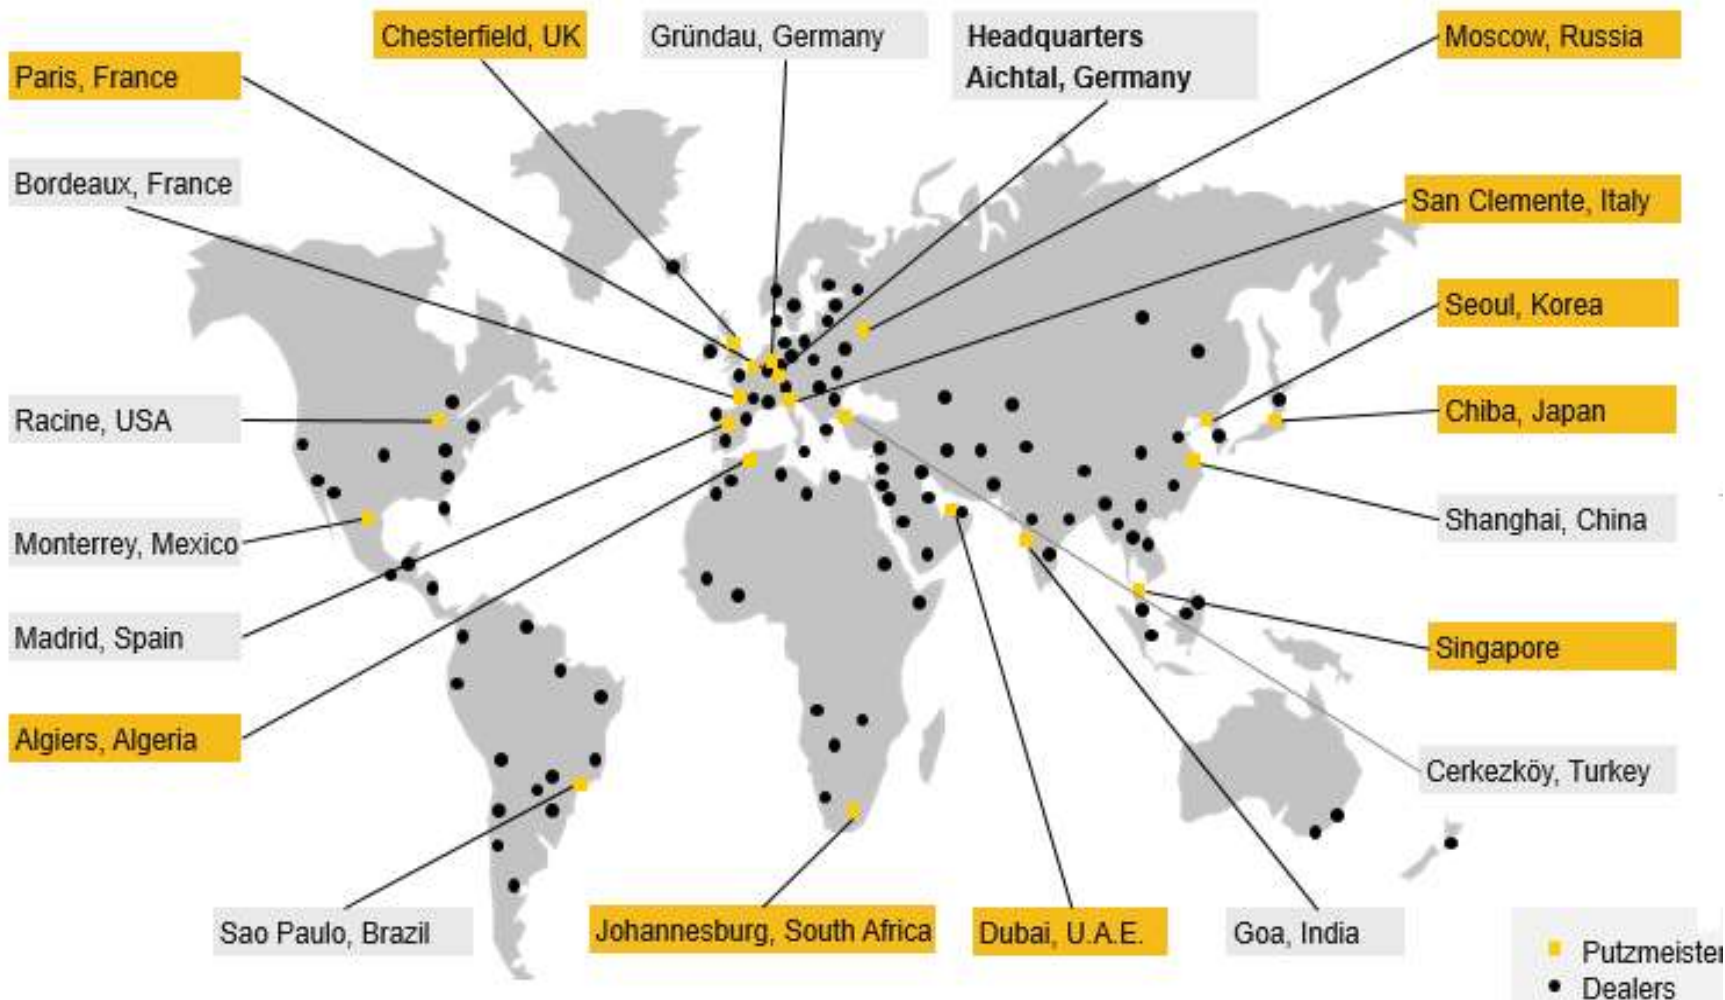 Chesterfield, UK
Gründau, Germany
Headquarters
Aichtal, Germany
Moscow, Russia
Paris, France
Bordeaux, France
San Clemente, Italy
Seoul, Korea
Racine, USA
Chiba, Japan
Monterrey, Mexico
Shanghai, China
Madrid, Spain
Singapore
Algiers, Algeria
Cerkezköy, Turkey
Sao Paulo, Brazil
Johannesburg, South Africa
Dubai, U.A.E.
Goa, India
Putzmeister
Dealers